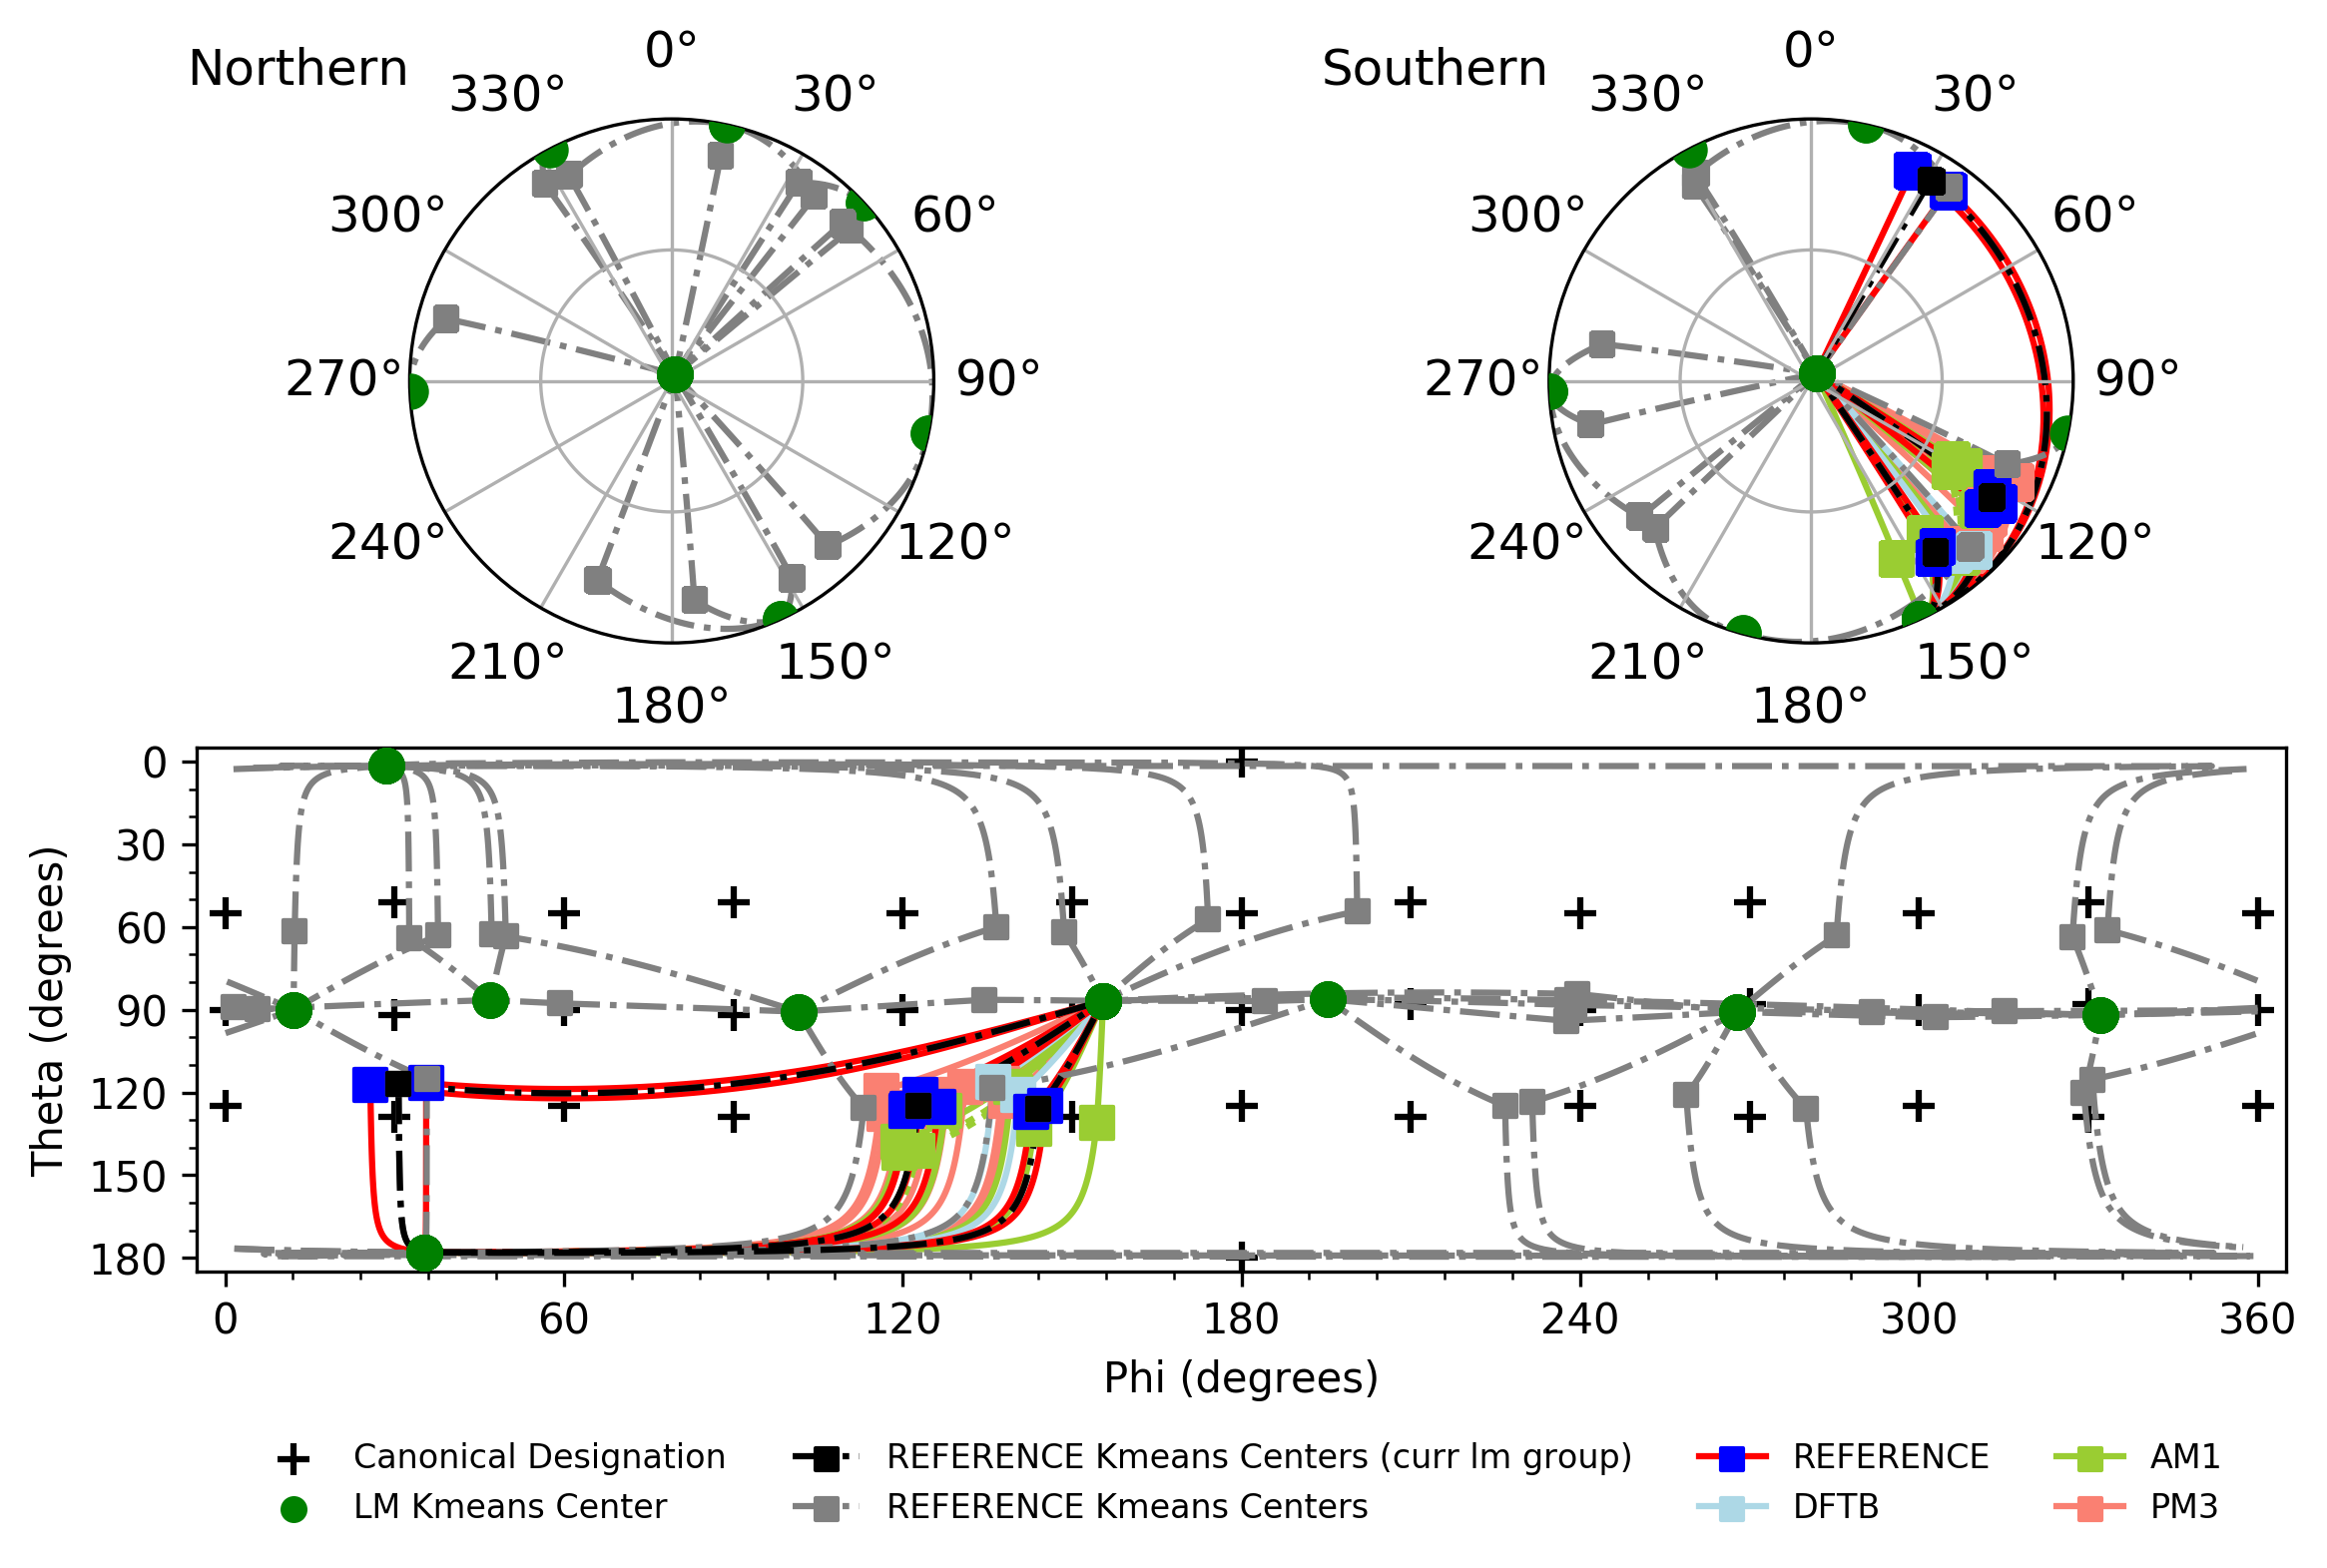 Northern
0°
30°
60°
90°
120°
150°
180°
210°
240°
270°
300°
330°
Southern
0°
30°
60°
90°
120°
150°
180°
210°
240°
270°
300°
330°
Theta (degrees)
0
30
60
90
120
150
180
0 60 120 180 240 300 360
Phi (degrees)
Canonical Designation
LM Kmeans Center
REFERENCE Kmeans Centers (curr lm group)
REFERENCE Kmeans Centers
REFERENCE
DFTB
AM1
PM3